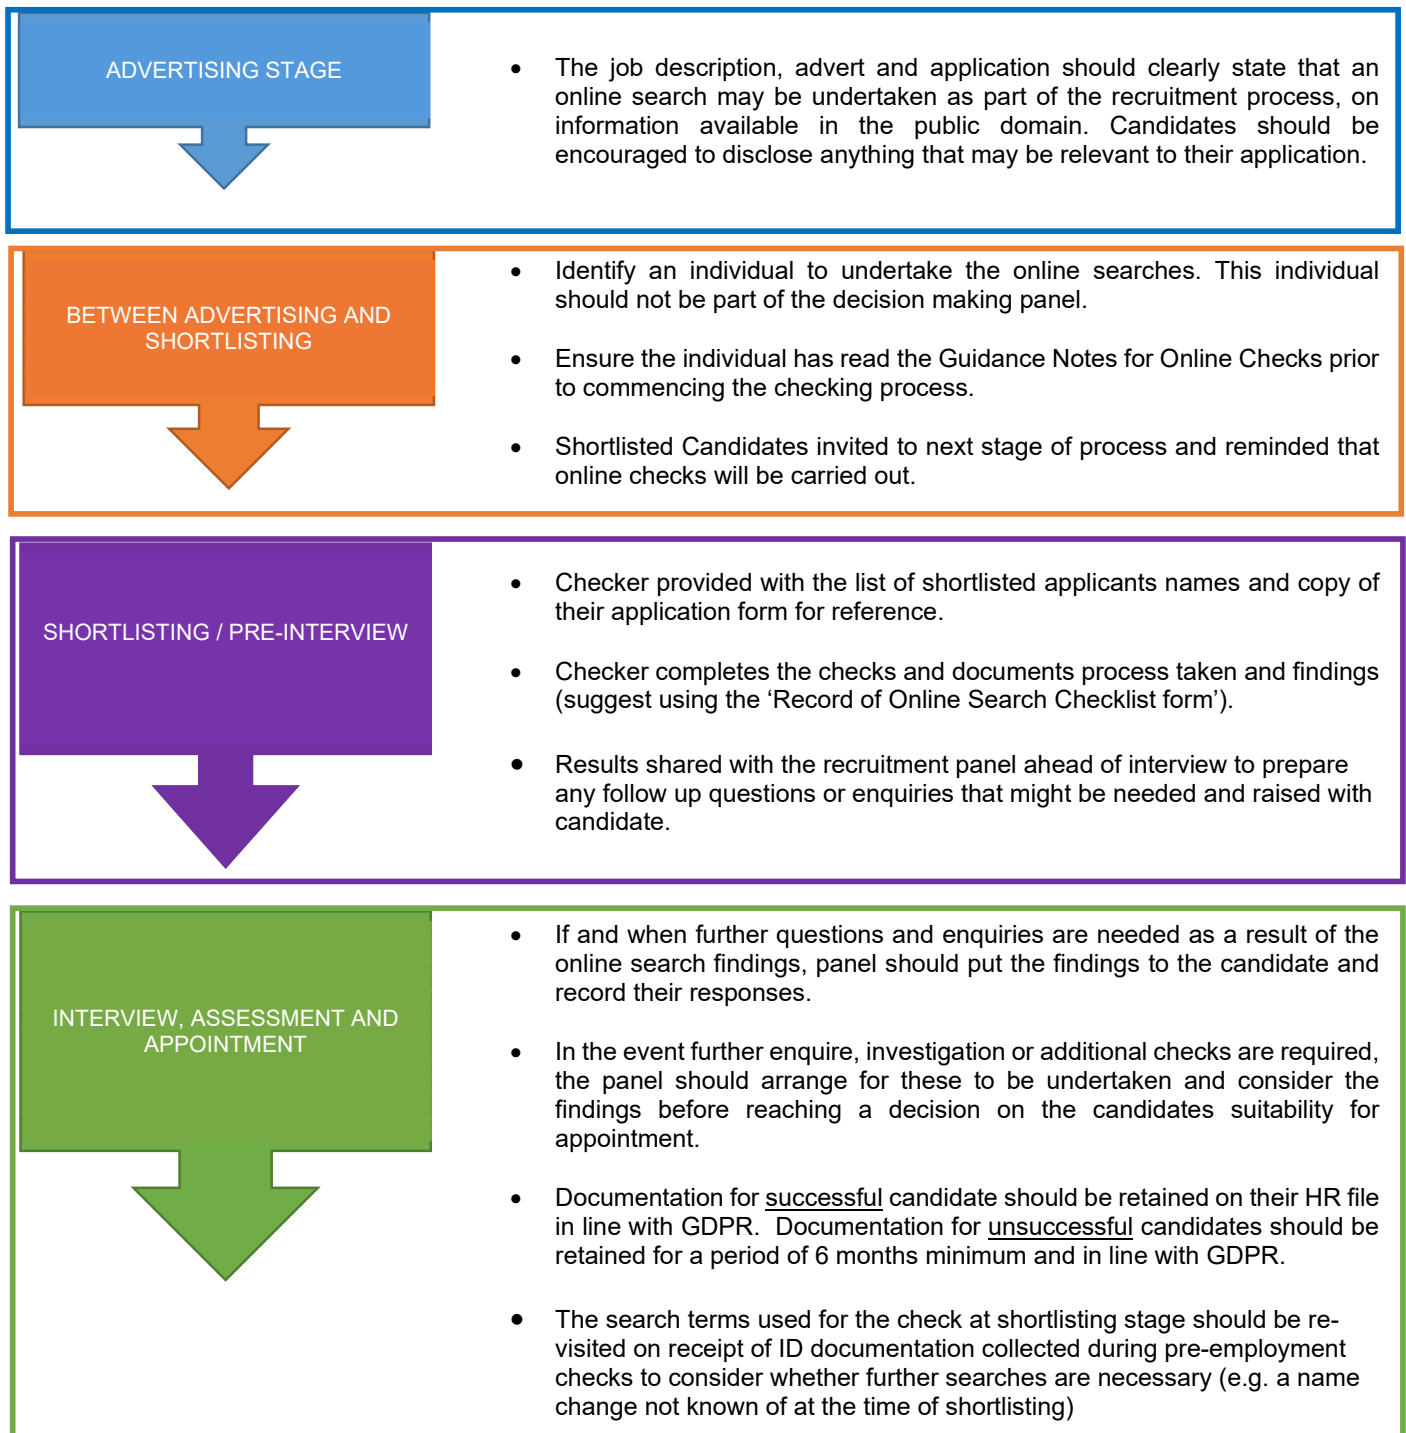 ADVERTISING STAGE
• The job description, advert and application should clearly state that an
online search may be undertaken as part of the recruitment process, on
information available in the public domain. Candidates should be
encouraged to disclose anything that may be relevant to their application.
BETWEEN ADVERTISING AND
SHORTLISTING
• Identify an individual to undertake the online searches. This individual
should not be part of the decision making panel.
• Ensure the individual has read the Guidance Notes for Online Checks prior
to commencing the checking process.
• Shortlisted Candidates invited to next stage of process and reminded that
online checks will be carried out.
SHORTLISTING / PRE-INTERVIEW
• Checker provided with the list of shortlisted applicants names and copy of
their application form for reference.
• Checker completes the checks and documents process taken and findings
(suggest using the ‘Record of Online Search Checklist form’).
• Results shared with the recruitment panel ahead of interview to prepare
any follow up questions or enquiries that might be needed and raised with
candidate.
INTERVIEW, ASSESSMENT AND
APPOINTMENT
• If and when further questions and enquiries are needed as a result of the
online search findings, panel should put the findings to the candidate and
record their responses.
• In the event further enquire, investigation or additional checks are required,
the panel should arrange for these to be undertaken and consider the
findings before reaching a decision on the candidates suitability for
appointment.
• Documentation for successful candidate should be retained on their HR file
in line with GDPR. Documentation for unsuccessful candidates should be
retained for a period of 6 months minimum and in line with GDPR.
• The search terms used for the check at shortlisting stage should be re-
visited on receipt of ID documentation collected during pre-employment
checks to consider whether further searches are necessary (e.g. a name
change not known of at the time of shortlisting)